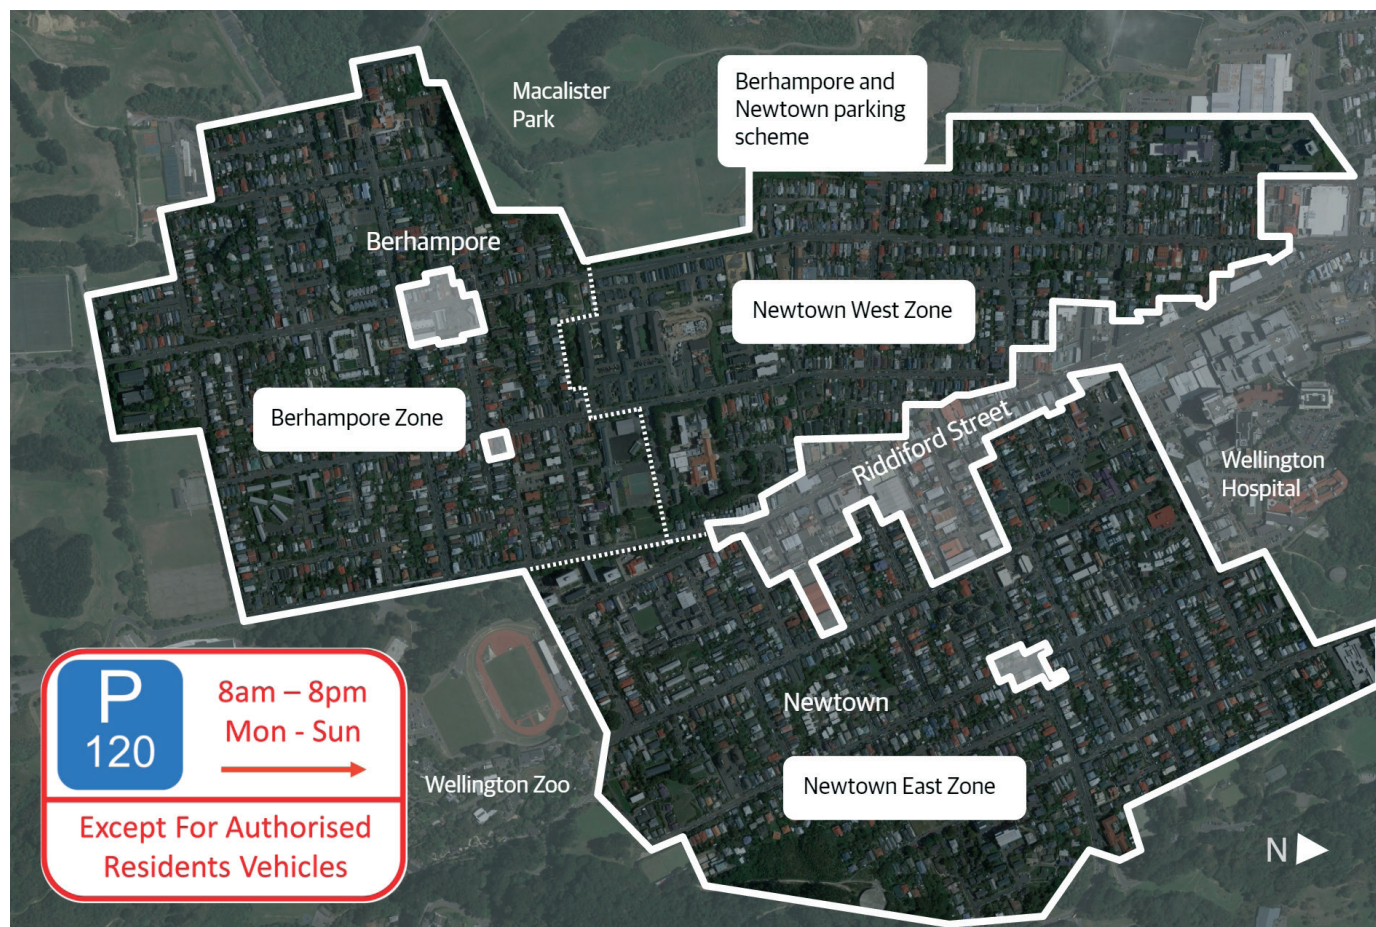 Macalister
Park
Berhampore and
Newtown parking
scheme
Berhampore
Newtown West Zone
Berhampore Zone
Riddiford Street
Wellington
Hospital
Newtown
Wellington Zoo
Newtown East Zone
N
P
120
8am – 8pm
Mon - Sun
Except For Authorised
Residents Vehicles